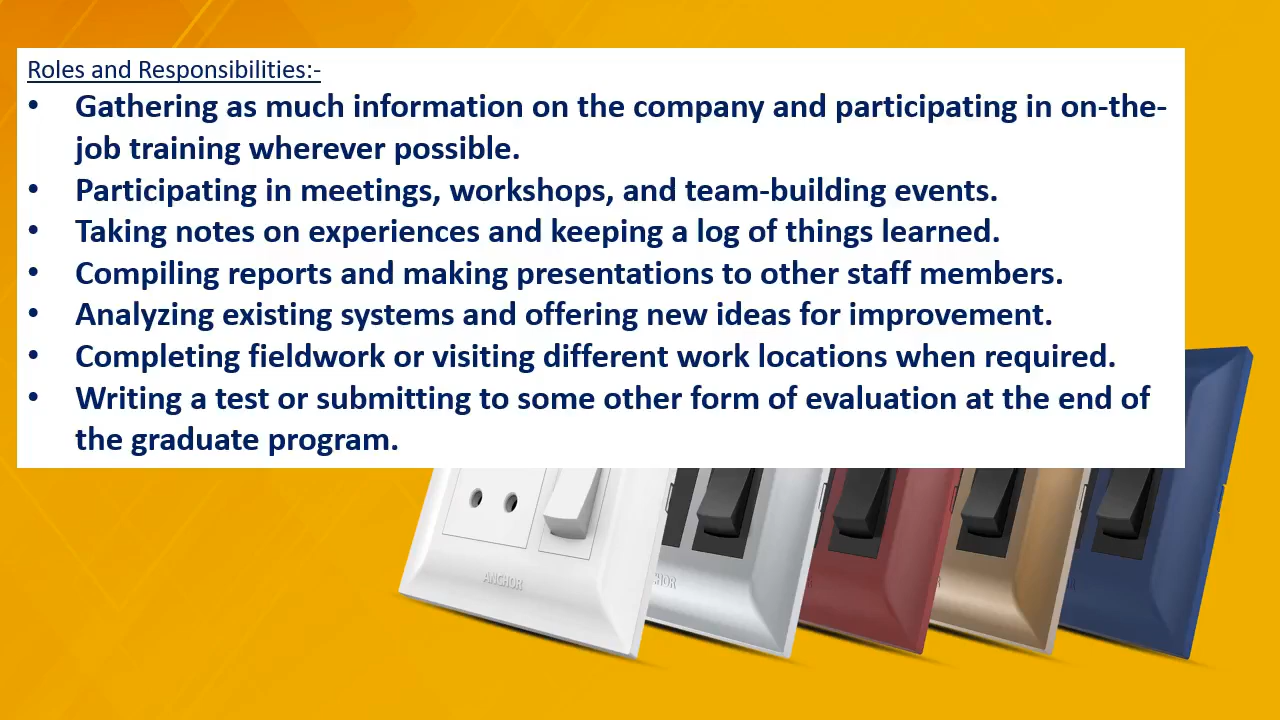 Roles and Responsibilities:-
• Gathering as much information on the company and participating in on-the-
job training wherever possible.
• Participating in meetings, workshops, and team-building events.
• Taking notes on experiences and keeping a log of things learned.
• Compiling reports and making presentations to other staff members.
• Analyzing existing systems and offering new ideas for improvement.
• Completing fieldwork or visiting different work locations when required.
• Writing a test or submitting to some other form of evaluation at the end of
the graduate program.
ANCHOR
HOR